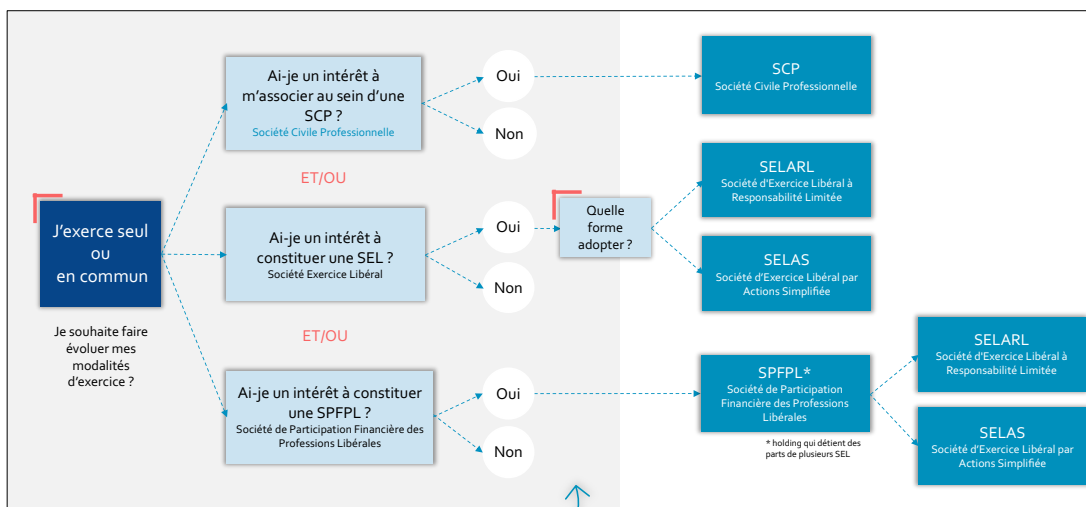 J'exerce seul
ou
en commun
Je souhaite faire
évoluer mes
modalités
d'exercice ?
Ai-je un intérêt à
m'associer au sein d'une
SCP ?
Société Civile Professionnelle
Oui
Non
SCP
Société Civile Professionnelle
ET/OU
Ai-je un intérêt à
constituer une SEL ?
Société Exercice Libéral
Oui
Non
Quelle
forme
adopter ?
SELARL
Société d'Exercice Libéral à
Responsabilité Limitée
SELAS
Société d'Exercice Libéral par
Actions Simplifiée
ET/OU
Ai-je un intérêt à constituer
une SPFPL ?
Société de Participation Financière des
Professions Libérales
Oui
Non
SPFPL*
Société de Participation
Financière des Professions
Libérales
* holding qui détient des
parts de plusieurs SEL
SELARL
Société d'Exercice Libéral à
Responsabilité Limitée
SELAS
Société d'Exercice Libéral par
Actions Simplifiée